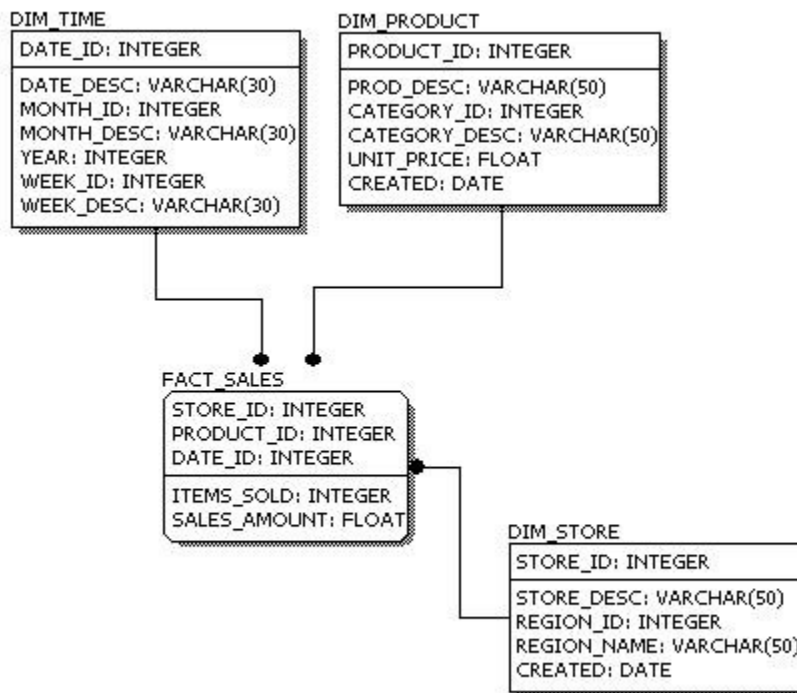 DIM_TIME
DATE_ID: INTEGER
DATE_DESC: VARCHAR(30)
MONTH_ID: INTEGER
MONTH_DESC: VARCHAR(30)
YEAR: INTEGER
WEEK_ID: INTEGER
WEEK_DESC: VARCHAR(30)
DIM_PRODUCT
PRODUCT_ID: INTEGER
PROD_DESC: VARCHAR(50)
CATEGORY_ID: INTEGER
CATEGORY_DESC: VARCHAR(50)
UNIT_PRICE: FLOAT
CREATED: DATE
FACT_SALES
STORE_ID: INTEGER
PRODUCT_ID: INTEGER
DATE_ID: INTEGER
ITEMS_SOLD: INTEGER
SALES_AMOUNT: FLOAT
DIM_STORE
STORE_ID: INTEGER
STORE_DESC: VARCHAR(50)
REGION_ID: INTEGER
REGION_NAME: VARCHAR(50)
CREATED: DATE